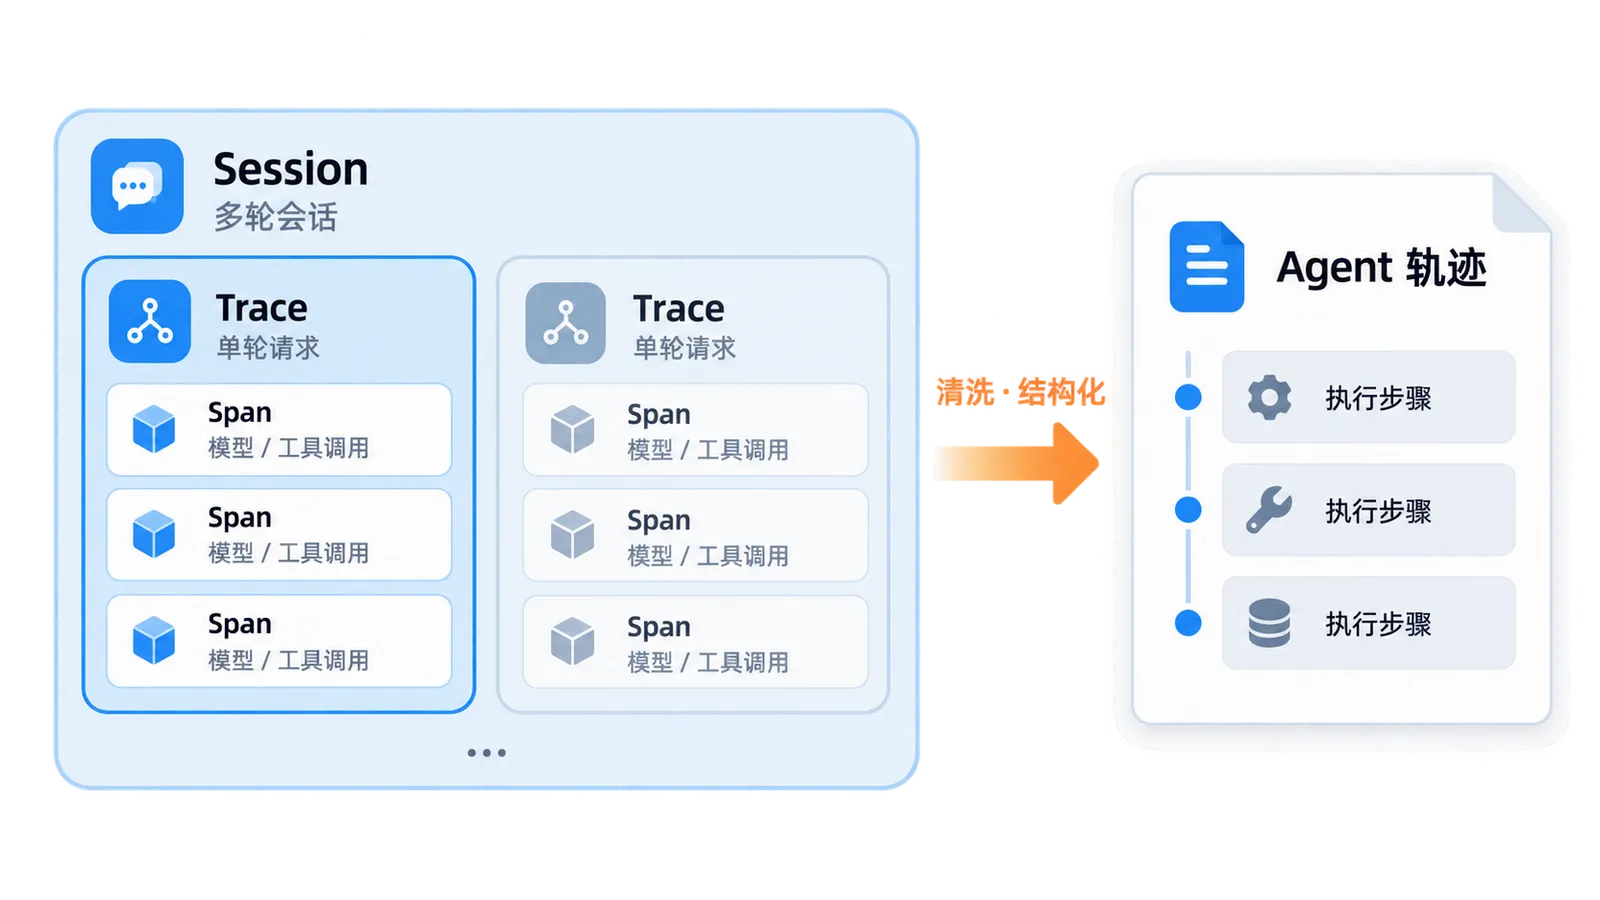 Session
多轮会话
Trace
单轮请求
Span
模型 / 工具调用
Span
模型 / 工具调用
Span
模型 / 工具调用
Trace
单轮请求
Span
模型 / 工具调用
Span
模型 / 工具调用
Span
模型 / 工具调用
清洗 · 结构化
Agent 轨迹
执行步骤
执行步骤
执行步骤